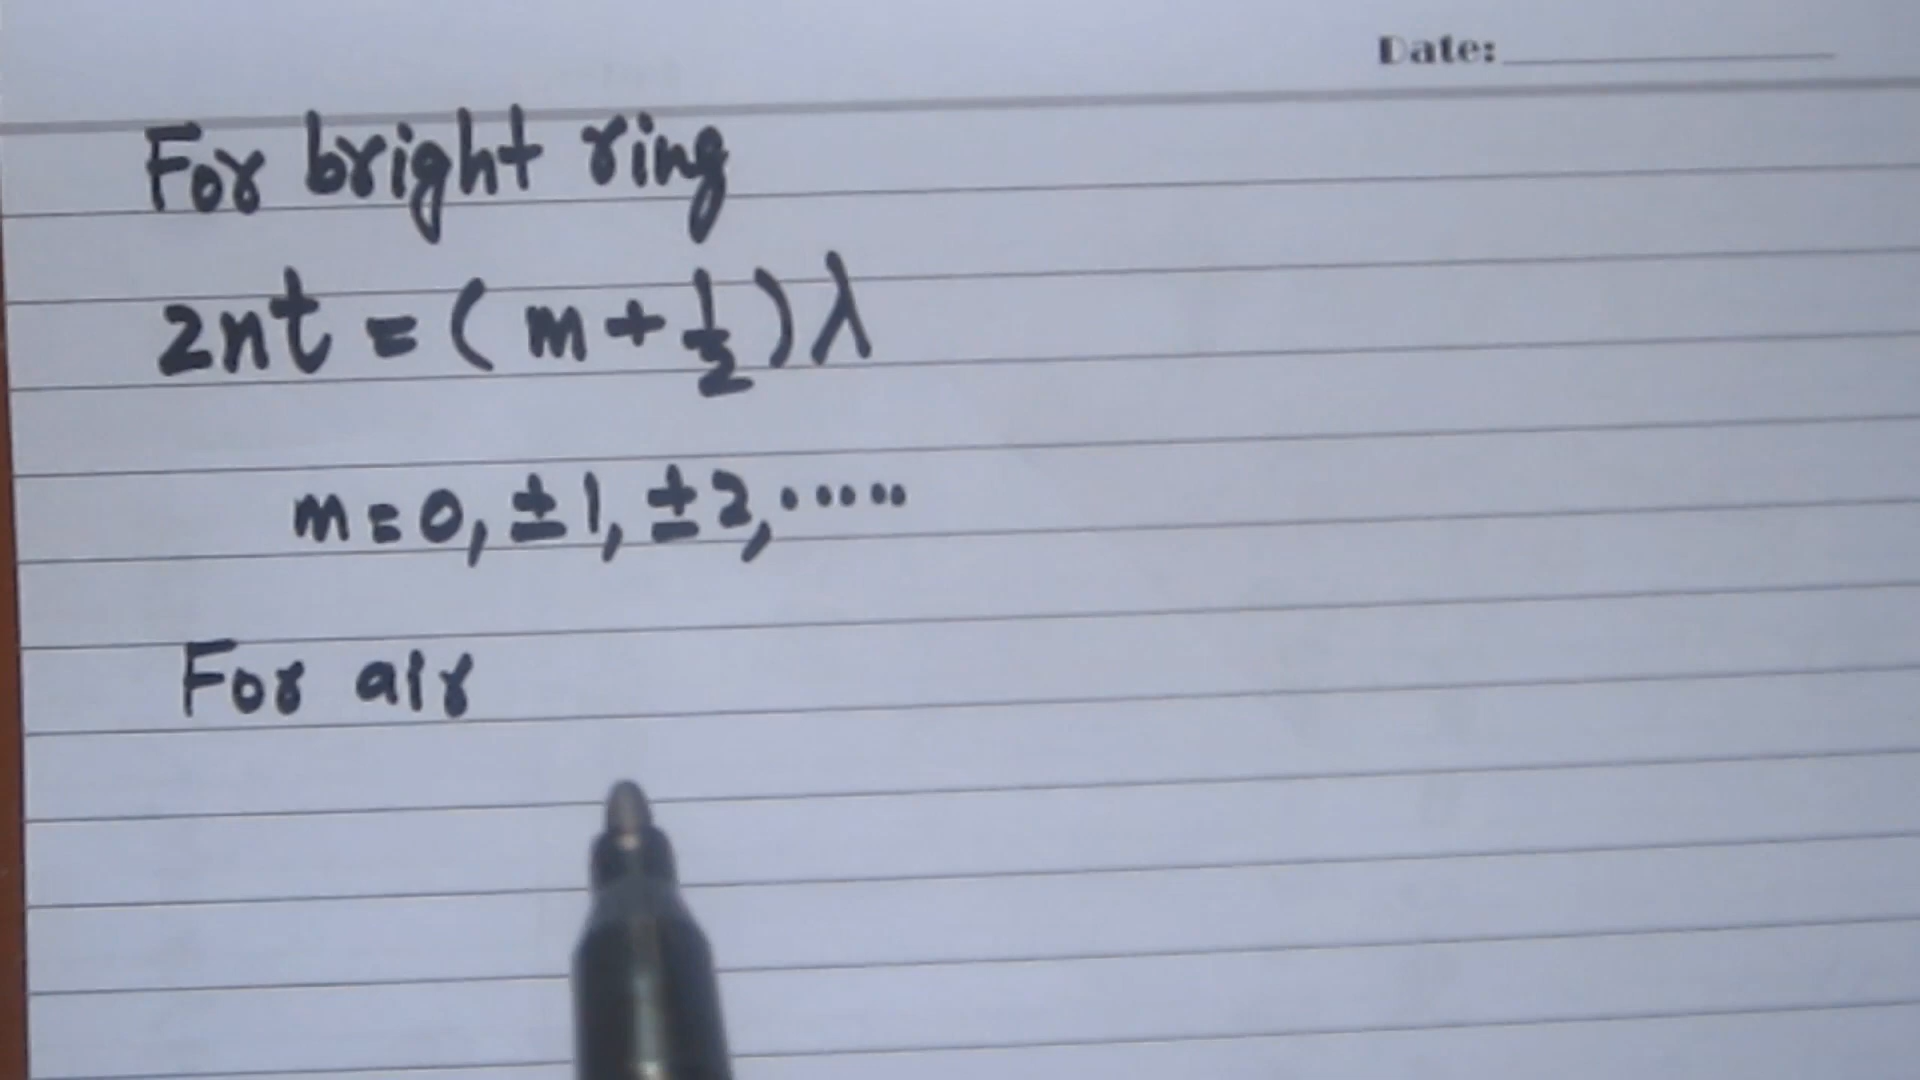 Date:
For bright ring
2nt = ( m + 1/2 ) λ
m = 0, ± 1, ± 2, .....
For air